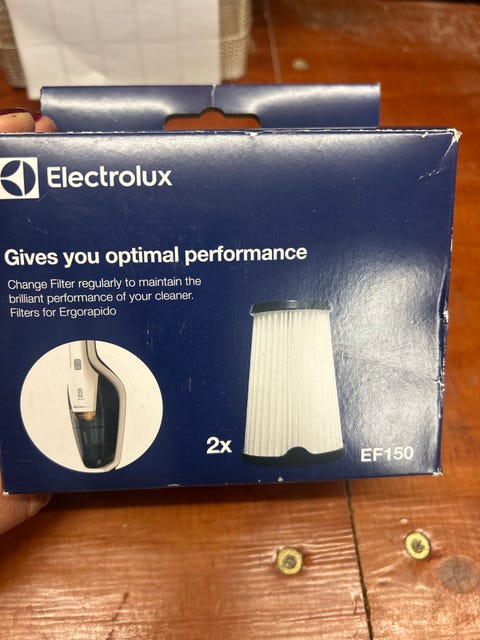 Electrolux
Gives you optimal performance
Change Filter regularly to maintain the
brilliant performance of your cleaner.
Filters for Ergorapido
2x
EF150